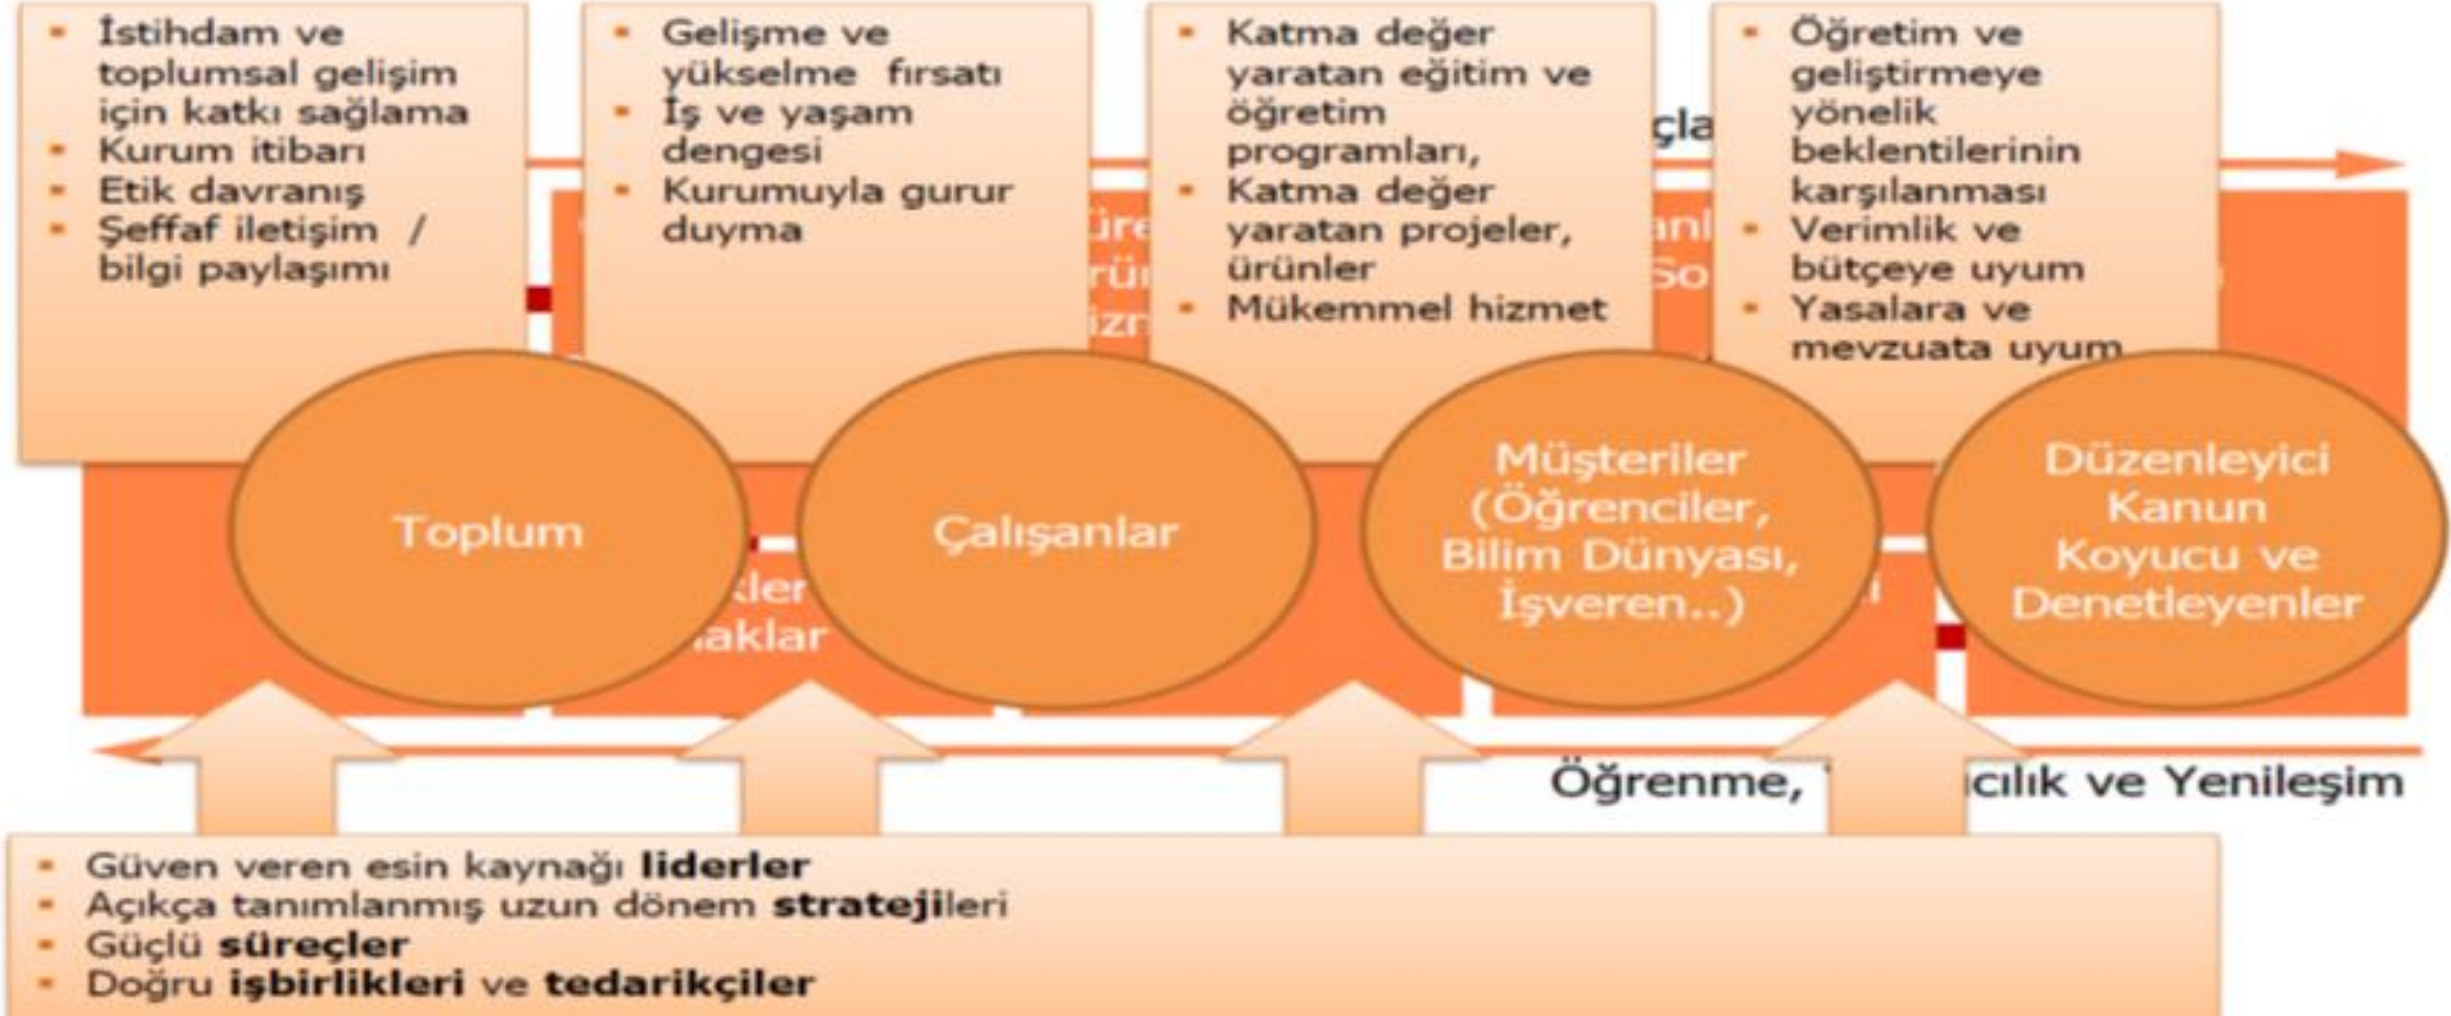 İstihdam ve
toplumsal gelişim
için katkı sağlama
Kurum itibarı
Etik davranış
Şeffaf iletişim /
bilgi paylaşımı
Gelişme ve
yükselme fırsatı
İş ve yaşam
dengesi
Kurumuyla gurur
duyma
Katma değer
yaratan eğitim ve
öğretim
programları,
Katma değer
yaratan projeler,
ürünler
Mükemmel hizmet
Öğretim ve
geliştirmeye
yönelik
beklentilerinin
karşılanması
Verimlik ve
bütçeye uyum
Yasalara ve
mevzuata uyum
Toplum
Çalışanlar
Müşteriler
(Öğrenciler,
Bilim Dünyası,
İşveren..)
Düzenleyici
Kanun
Koyucu ve
Denetleyenler
Öğrenme, ve Yenileşim
Güven veren esin kaynağı liderler
Açıkça tanımlanmış uzun dönem stratejileri
Güçlü süreçler
Doğru işbirlikleri ve tedarikçiler